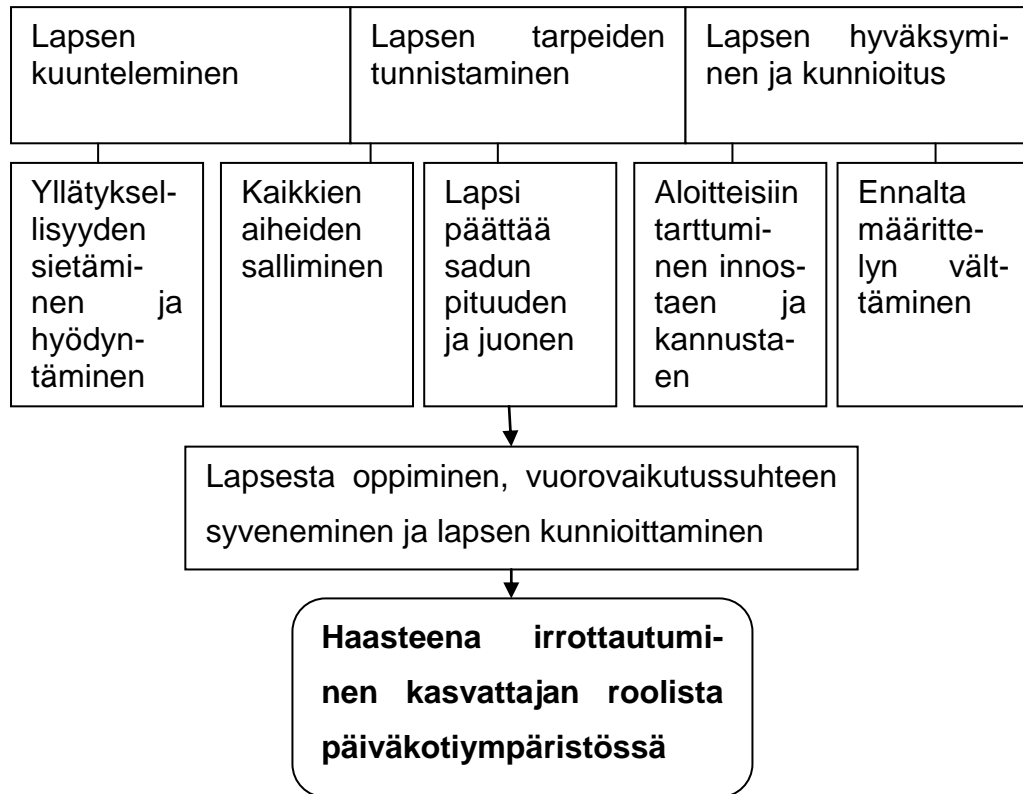 Lapsen
kuunteleminen
Lapsen tarpeiden
tunnistaminen
Lapsen hyväksymi-
nen ja kunnioitus
Yllätyksel-
lisyyden
sietämi-
nen ja
hyödyn-
täminen
Kaikkien
aiheiden
salliminen
Lapsi
päättää
sadun
pituuden
ja juonen
Aloitteisiin
tarttumi-
nen innos-
taen ja
kannusta-
en
Ennalta
määritte-
lyn vält-
täminen
Lapsesta oppiminen, vuorovaikutussuhteen
syveneminen ja lapsen kunnioittaminen
Haasteena irrottautumi-
nen kasvattajan roolista
päiväkotiympäristössä